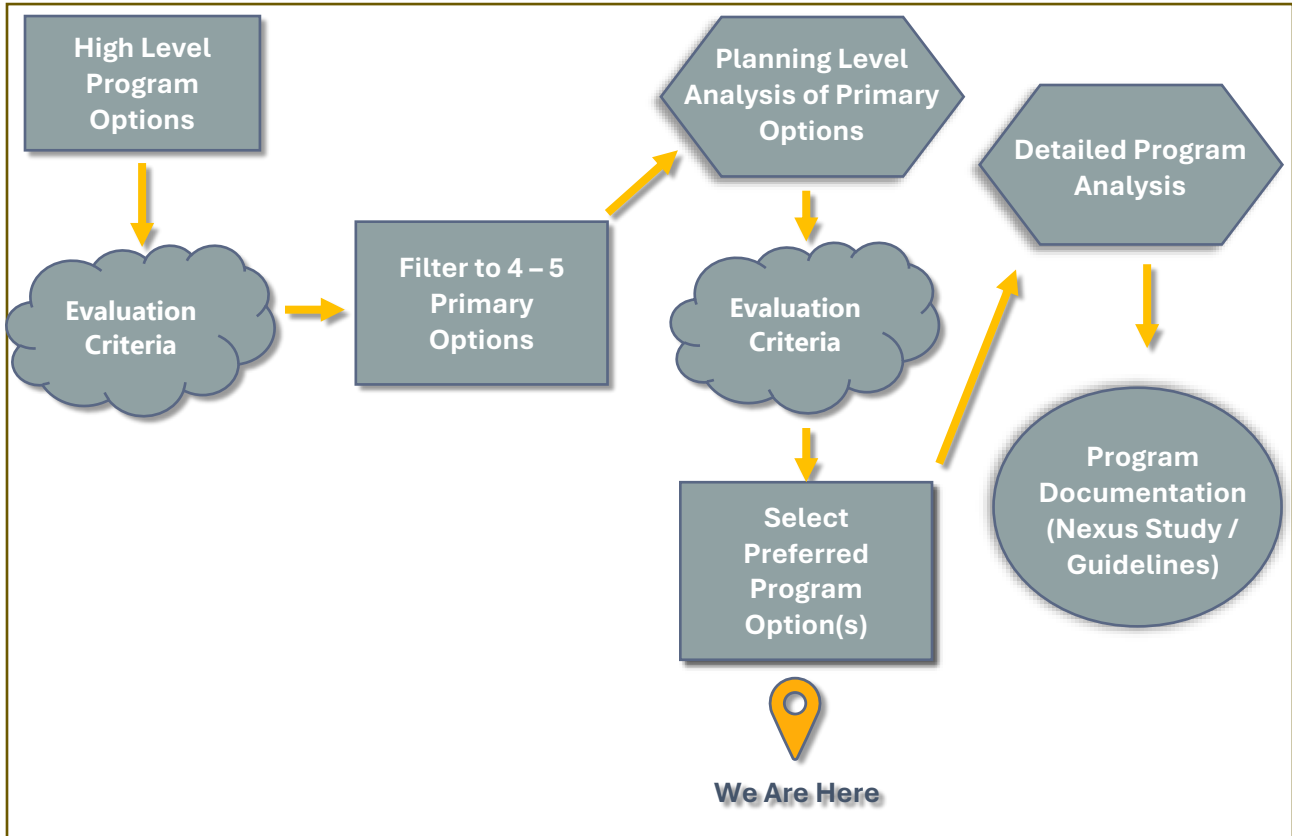 High Level
Program
Options
Evaluation
Criteria
Filter to 4 – 5
Primary
Options
Planning Level
Analysis of Primary
Options
Evaluation
Criteria
Select
Preferred
Program
Option(s)
We Are Here
Detailed Program
Analysis
Program
Documentation
(Nexus Study /
Guidelines)